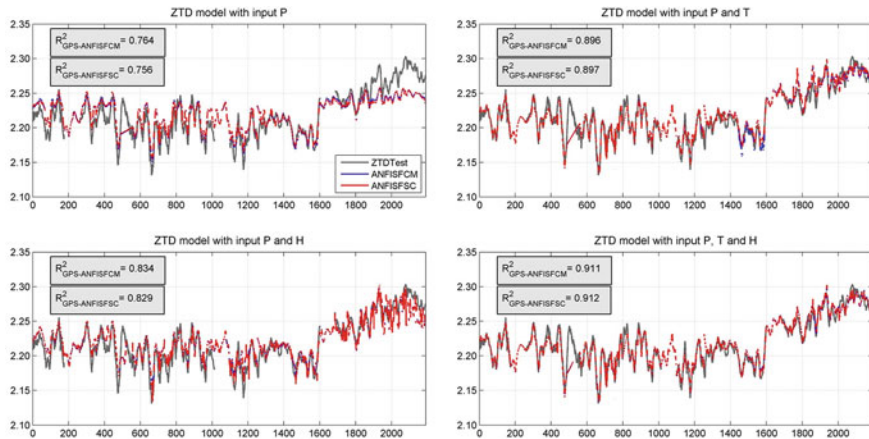 ZTD model with input P
2.35
2.30
2.25
2.20
2.15
2.10
R²GPS-ANFISFCM= 0.764
R²GPS-ANFISFSC= 0.756
ZTDTest
ANFISFCM
ANFISFSC
0 200 400 600 800 1000 1200 1400 1600 1800 2000
ZTD model with input P and T
2.35
2.30
2.25
2.20
2.15
2.10
R²GPS-ANFISFCM= 0.896
R²GPS-ANFISFSC= 0.897
0 200 400 600 800 1000 1200 1400 1600 1800 2000
ZTD model with input P and H
2.35
2.30
2.25
2.20
2.15
2.10
R²GPS-ANFISFCM= 0.834
R²GPS-ANFISFSC= 0.829
0 200 400 600 800 1000 1200 1400 1600 1800 2000
ZTD model with input P, T and H
2.35
2.30
2.25
2.20
2.15
2.10
R²GPS-ANFISFCM= 0.911
R²GPS-ANFISFSC= 0.912
0 200 400 600 800 1000 1200 1400 1600 1800 2000